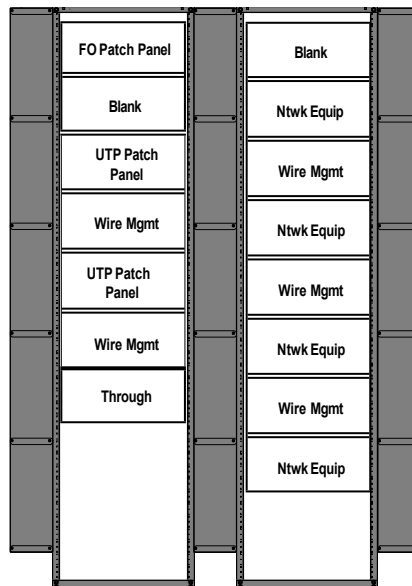 FO Patch Panel
Blank
UTP Patch
Panel
Wire Mgmt
UTP Patch
Panel
Wire Mgmt
Through
Blank
Ntwk Equip
Wire Mgmt
Ntwk Equip
Wire Mgmt
Ntwk Equip
Wire Mgmt
Ntwk Equip